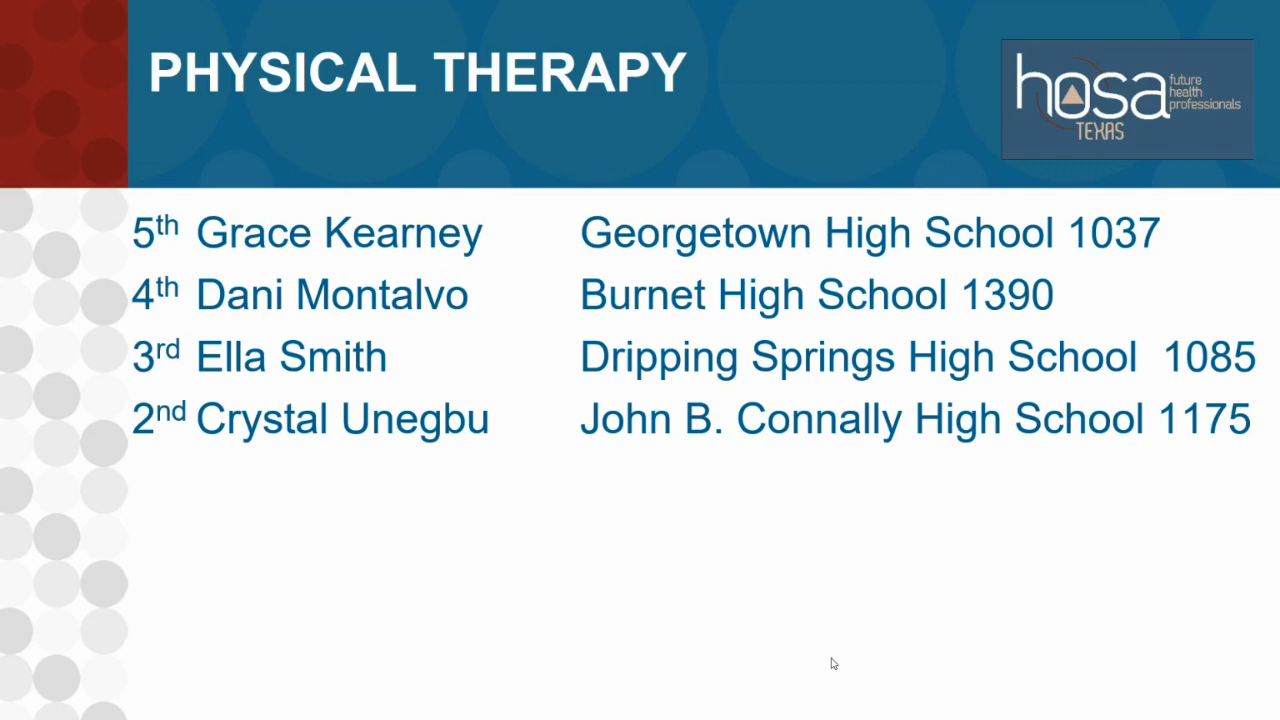 PHYSICAL THERAPY
hosa future health professionals
TEXAS
5th Grace Kearney Georgetown High School 1037
4th Dani Montalvo Burnet High School 1390
3rd Ella Smith Dripping Springs High School 1085
2nd Crystal Unegbu John B. Connally High School 1175